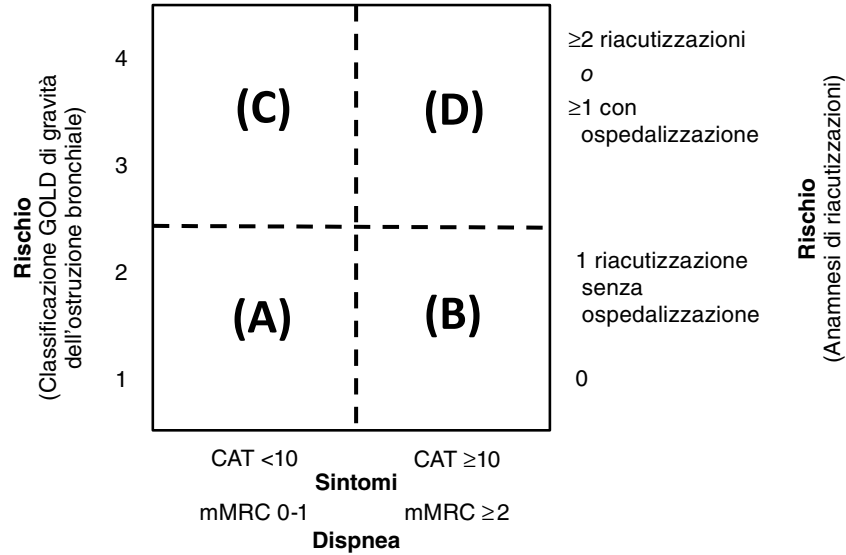 Rischio
(Classificazione GOLD di gravità
dell'ostruzione bronchiale)
4
3
2
1
(C)
(D)
(A)
(B)
≥2 riacutizzazioni
o
≥1 con
ospedalizzazione
1 riacutizzazione
senza
ospedalizzazione
0
Rischio
(Anamnesi di riacutizzazioni)
CAT <10
CAT ≥10
Sintomi
mMRC 0-1
mMRC ≥2
Dispnea